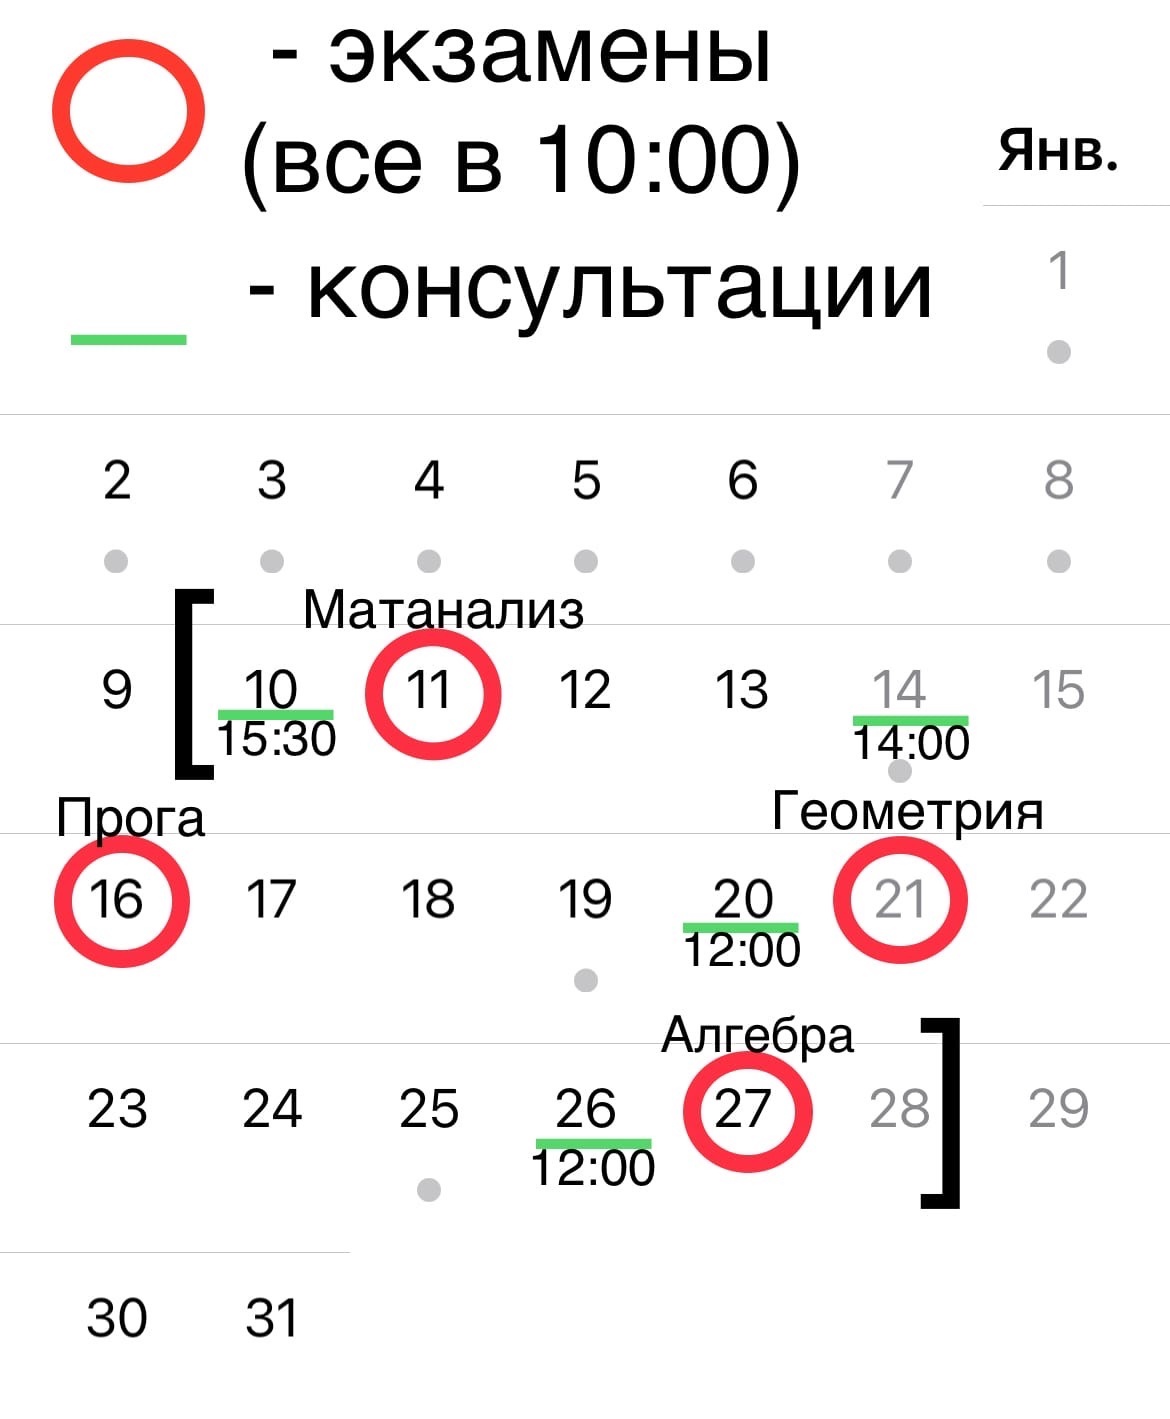 - экзамены
(все в 10:00)
Янв.
- консультации
1
2 3 4 5 6 7 8
Матанализ
9 [ 10 11 12 13 14 15
15:30 14:00
Прога Геометрия
16 17 18 19 20 21 22
12:00
Алгебра
23 24 25 26 27 28 ] 29
12:00
30 31